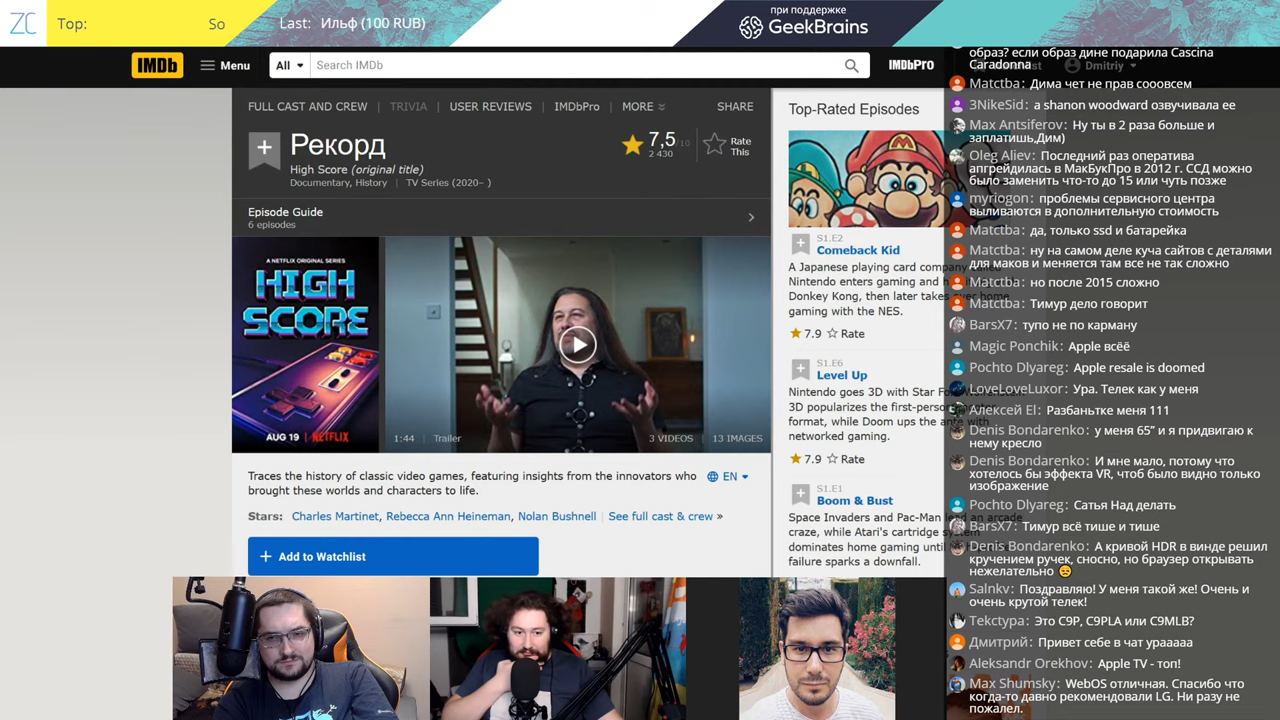 ZC
Top:
So
Last: Ильф (100 RUB)
при поддержке
GeekBrains
IMDb
Menu
All
Search IMDb
IMDbPro
Dmitriy
FULL CAST AND CREW | TRIVIA | USER REVIEWS | IMDbPro | MORE
SHARE
Рекорд
High Score (original title)
Documentary, History | TV Series (2020– )
7,5/10
2 430
Rate This
Episode Guide
6 episodes
A NETFLIX ORIGINAL SERIES
HIGH
SCORE
AUG 19 | NETFLIX
1:44 | Trailer
3 VIDEOS | 13 IMAGES
Traces the history of classic video games, featuring insights from the innovators who
brought these worlds and characters to life.
EN
Stars: Charles Martinet, Rebecca Ann Heineman, Nolan Bushnell | See full cast & crew »
+ Add to Watchlist
Top-Rated Episodes
S1.E2
Comeback Kid
A Japanese playing card company called
Nintendo enters gaming and
Donkey Kong, then later takes over home
gaming with the NES.
7.9 Rate
S1.E6
Level Up
Nintendo goes 3D with Star
3D popularizes the first-person
format, while Doom ups the ante with
networked gaming.
7.9 Rate
S1.E1
Boom & Bust
Space Invaders and Pac-Man lead an arcade
craze, while Atari's cartridge system
dominates home gaming until
failure sparks a downfall.
образ? если образ дине подарила Cascina
Caradonna
Matctba: Дима чет не прав сооовсем
3NikeSid: a shanon woodward озвучивала ее
Max Antsiferov: Ну ты в 2 раза больше и
заплатишь,Дим)
Oleg Aliev: Последний раз оператива
апгрейдилась в МакБукПро в 2012 г. ССД можно
было заменить что-то до 15 или чуть позже
myriogon: проблемы сервисного центра
выливаются в дополнительную стоимость
Matctba: да, только ssd и батарейка
Matctba: ну на самом деле куча сайтов с деталями
для маков и меняется там все не так сложно
Matctba: но после 2015 сложно
Matctba: Тимур дело говорит
BarsX7: тупо не по карману
Magic Ponchik: Apple всёё
Pochto Dlyareg: Apple resale is doomed
LoveLoveLuxor: Ура. Телек как у меня
Алексей El: Разбаньтке меня 111
Denis Bondarenko: у меня 65” и я придвигаю к
нему кресло
Denis Bondarenko: И мне мало, потому что
хотелось бы эффекта VR, чтоб было видно только
изображение
Pochto Dlyareg: Сатья Над делать
BarsX7: Тимур всё тише и тише
Denis Bondarenko: А кривой HDR в винде решил
кручением ручек, сносно, но браузер открывать
нежелательно 😔
Salnkv: Поздравляю! У меня такой же! Очень и
очень крутой телек!
Текстура: Это C9P, C9PLA или C9MLB?
Дмитрий: Привет себе в чат урааааа
Aleksandr Orekhov: Apple TV - топ!
Max Shumsky: WebOS отличная. Спасибо что
когда-то давно рекомендовали LG. Ни разу не
пожалел.